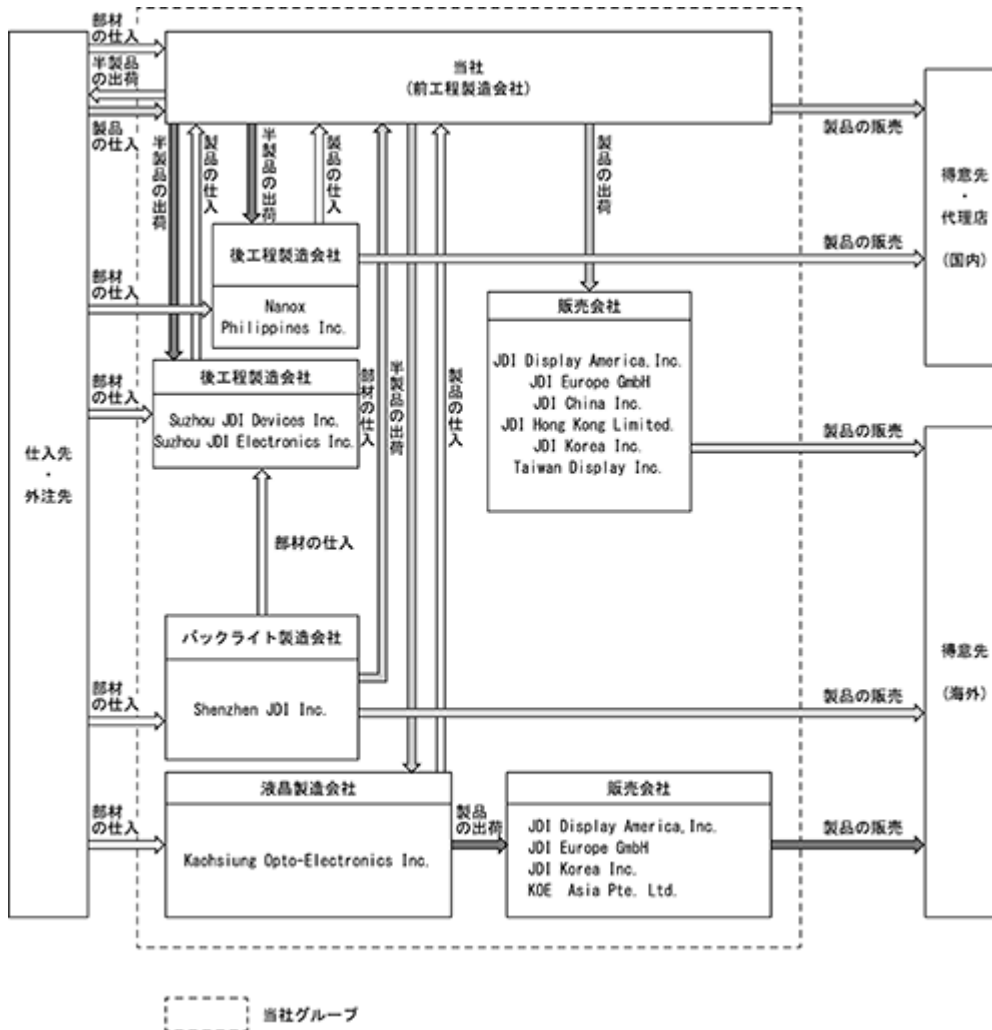 部材
の仕入
半製品
の出荷
製品
の仕入
当社
(前工程製造会社)
製品の販売
半製品の出荷
製品の仕入
半製品の出荷
製品の仕入
製品の出荷
得意先
・
代理店
(国内)
後工程製造会社
Nanox
Philippines Inc.
製品の販売
部材
の仕入
販売会社
JDI Display America,Inc.
JDI Europe GmbH
JDI China Inc.
JDI Hong Kong Limited.
JDI Korea Inc.
Taiwan Display Inc.
部材の仕入
半製品の出荷
製品の仕入
後工程製造会社
Suzhou JDI Devices Inc.
Suzhou JDI Electronics Inc.
部材
の仕入
製品の販売
仕入先
・
外注先
部材の仕入
バックライト製造会社
Shenzhen JDI Inc.
部材
の仕入
製品の販売
得意先
(海外)
液晶製造会社
Kaohsiung Opto-Electronics Inc.
部材
の仕入
製品
の出荷
販売会社
JDI Display America,Inc.
JDI Europe GmbH
JDI Korea Inc.
KOE Asia Pte. Ltd.
製品の販売
当社グループ